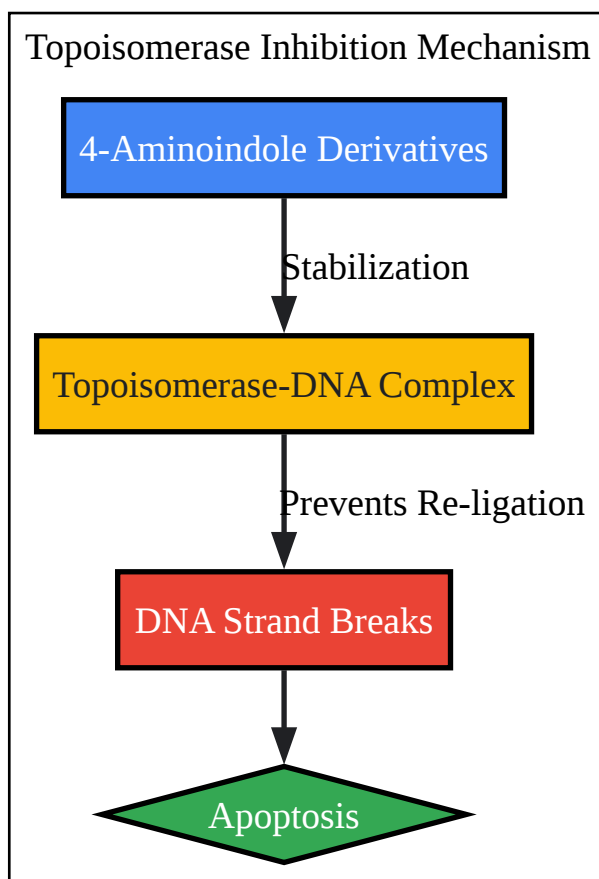 Topoisomerase Inhibition Mechanism
4-Aminoindole Derivatives
Stabilization
Topoisomerase-DNA Complex
Prevents Re-ligation
DNA Strand Breaks
Apoptosis